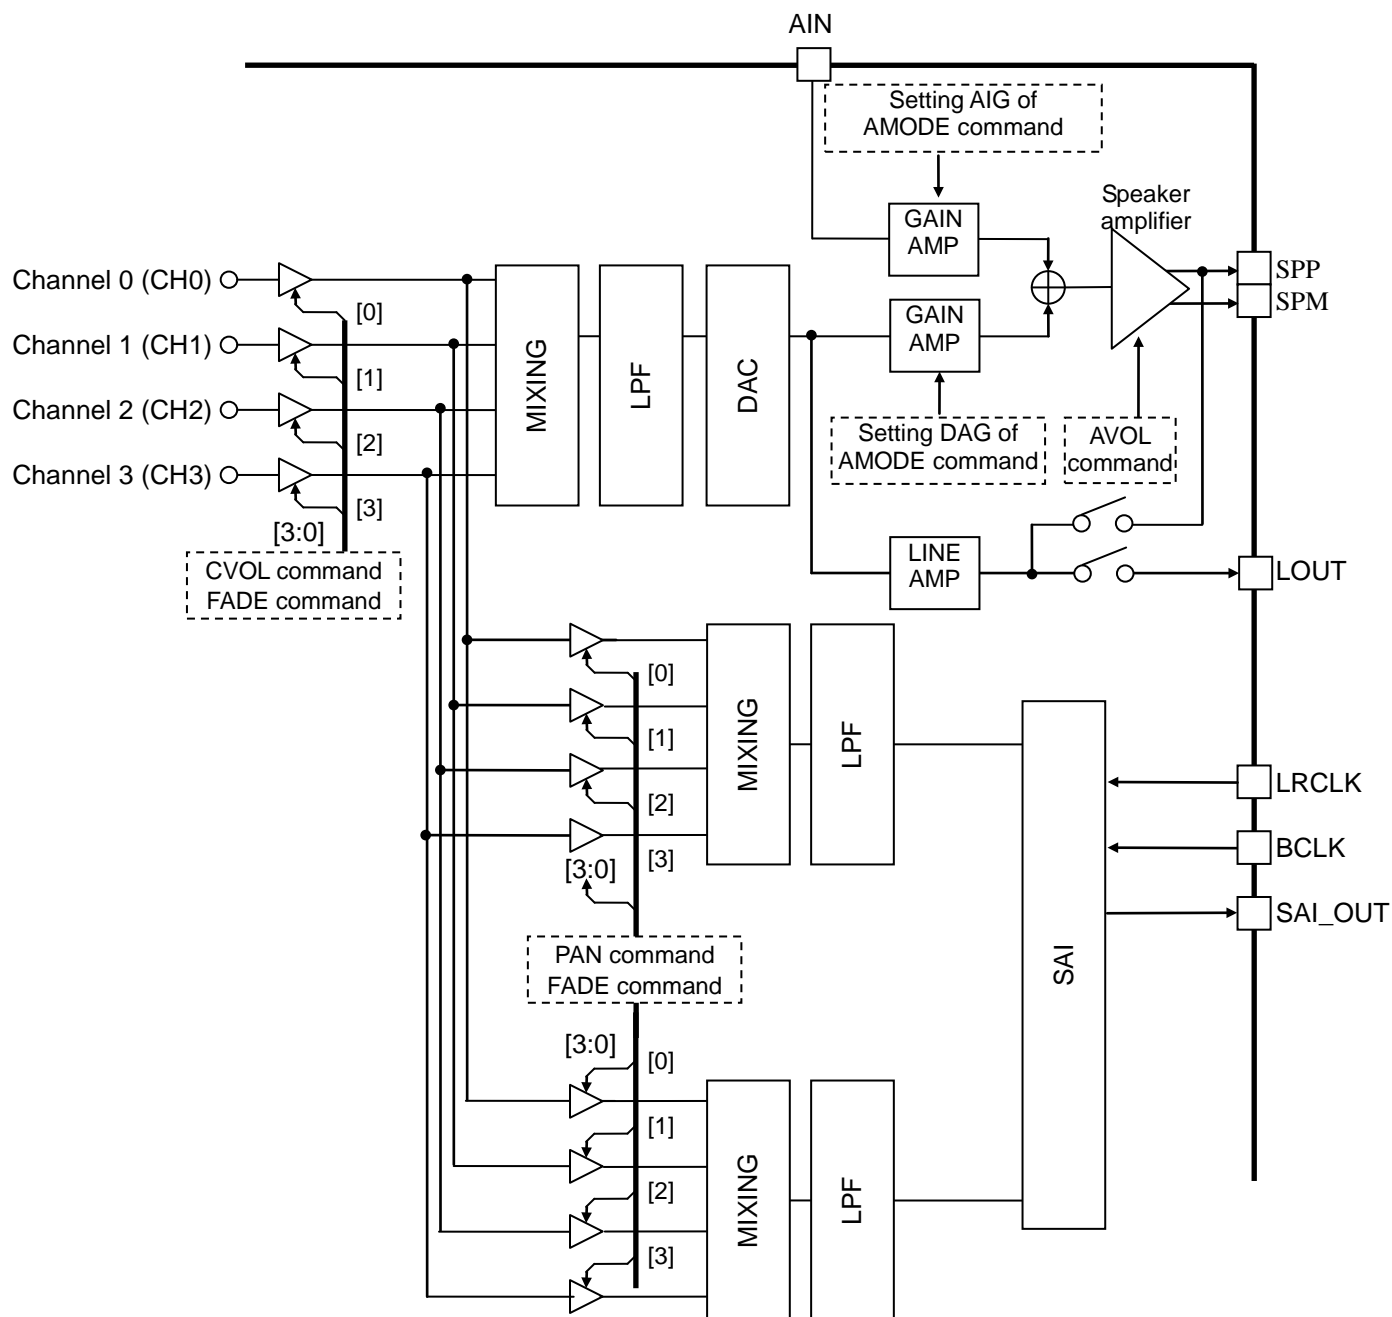 AIN
Setting AIG of
AMODE command
Speaker
amplifier
GAIN
AMP
SPP
SPM
Channel 0 (CH0)
[0]
GAIN
AMP
Channel 1 (CH1)
[1]
MIXING
LPF
DAC
Channel 2 (CH2)
[2]
Setting DAG of
AMODE command
AVOL
command
Channel 3 (CH3)
[3]
[3:0]
CVOL command
FADE command
LINE
AMP
LOUT
[0]
[1]
MIXING
LPF
[2]
LRCLK
[3]
[3:0]
BCLK
SAI_OUT
PAN command
FADE command
SAI
[3:0]
[0]
[1]
MIXING
LPF
[2]
[3]